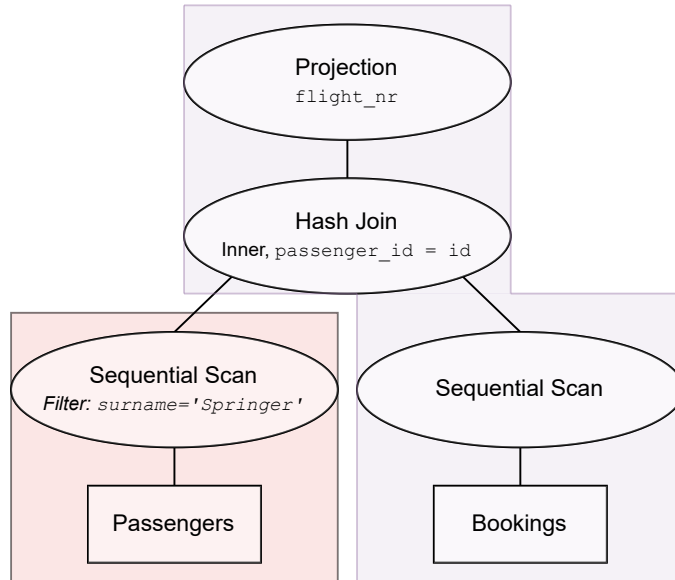 Projection
flight_nr
Hash Join
Inner, passenger_id = id
Sequential Scan
Filter: surname='Springer'
Sequential Scan
Passengers
Bookings